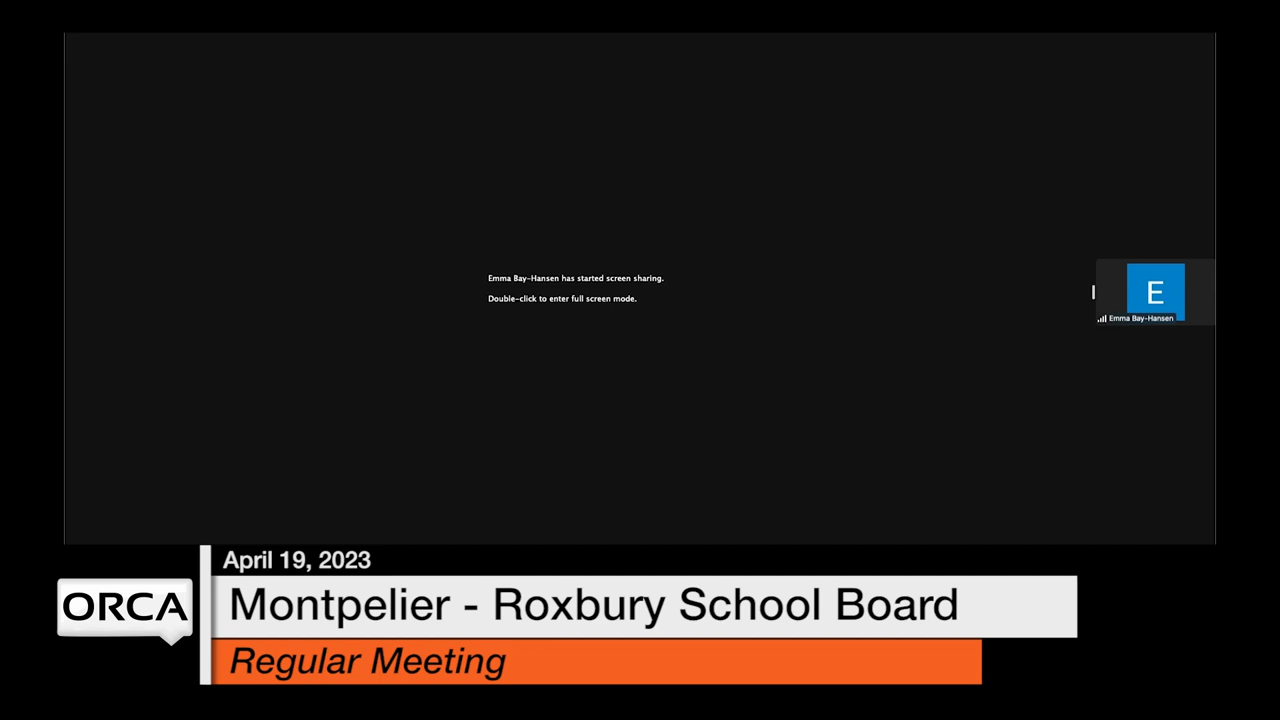 Emma Bay-Hansen has started screen sharing.
Double-click to enter full screen mode.
E
Emma Bay-Hansen
April 19, 2023
ORCA
Montpelier - Roxbury School Board
Regular Meeting